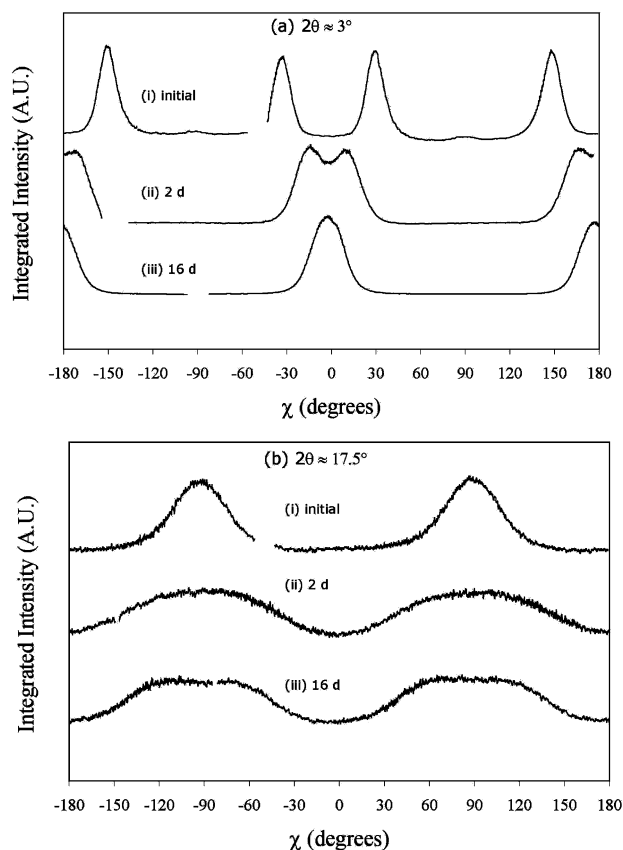 (a) 2θ ≈ 3°
Integrated Intensity (A.U.)
(i) initial
(ii) 2 d
(iii) 16 d
-180 -150 -120 -90 -60 -30 0 30 60 90 120 150 180
χ (degrees)
(b) 2θ ≈ 17.5°
Integrated Intensity (A.U.)
(i) initial
(ii) 2 d
(iii) 16 d
-180 -150 -120 -90 -60 -30 0 30 60 90 120 150 180
χ (degrees)